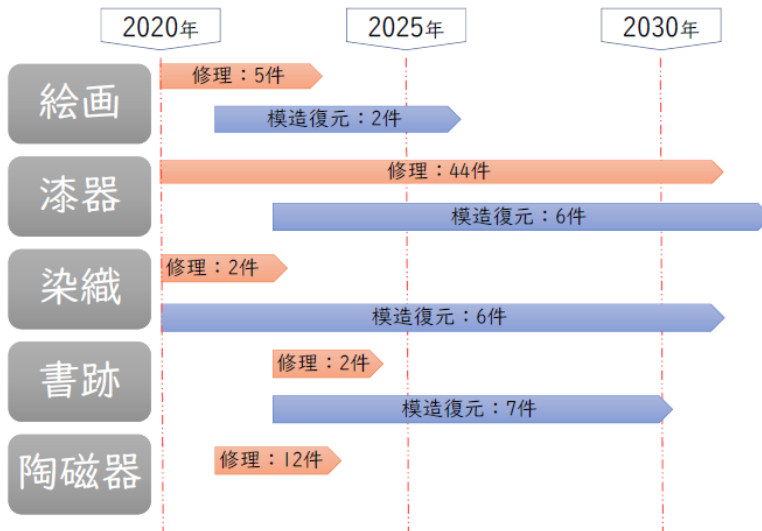 2020年
2025年
2030年
絵画
修理：5件
模造復元：2件
漆器
修理：44件
模造復元：6件
染織
修理：2件
模造復元：6件
書跡
修理：2件
模造復元：7件
陶磁器
修理：12件